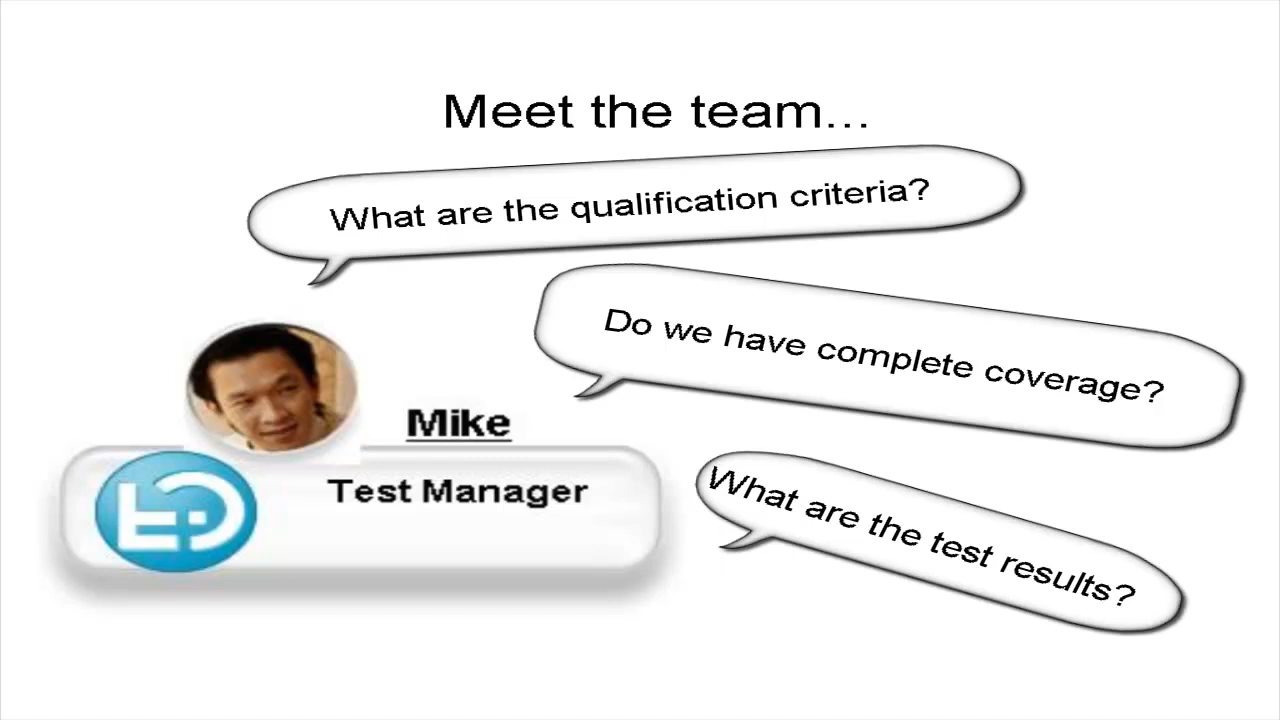 Meet the team...
What are the qualification criteria?
Do we have complete coverage?
Mike
Test Manager
What are the test results?